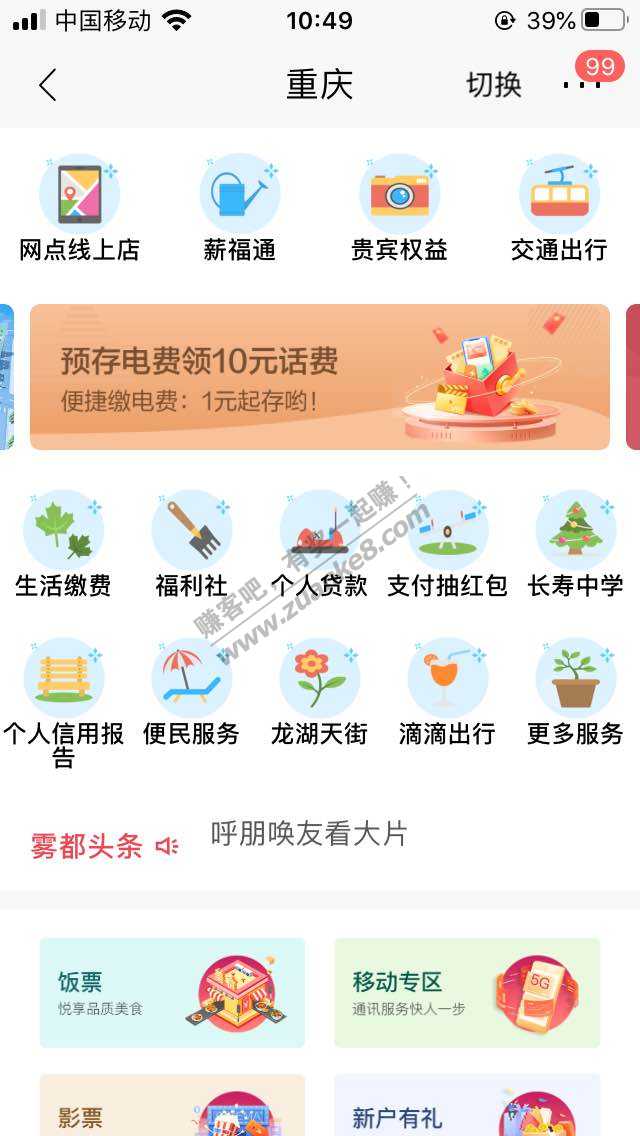 中国移动 10:49 39%
重庆 切换 99
网点线上店 薪福通 贵宾权益 交通出行
预存电费领10元话费
便捷缴电费：1元起存哟！
生活缴费 福利社 个人贷款 支付抽红包 长寿中学
赚客吧，有奖一起赚！
www.zuanke8.com
个人信用报告 便民服务 龙湖天街 滴滴出行 更多服务
雾都头条 呼朋唤友看大片
饭票 移动专区
悦享品质美食 通讯服务快人一步
5G
影票 新户有礼